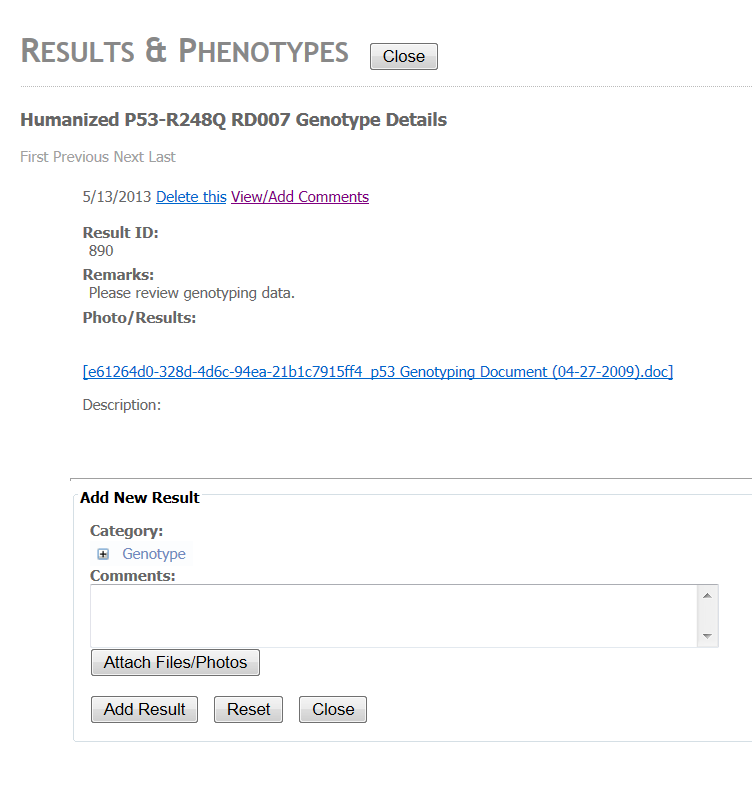 RESULTS & PHENOTYPES Close
Humanized P53-R248Q RD007 Genotype Details
First Previous Next Last
5/13/2013 Delete this View/Add Comments
Result ID:
890
Remarks:
Please review genotyping data.
Photo/Results:
[e61264d0-328d-4d6c-94ea-21b1c7915ff4_p53 Genotyping Document (04-27-2009).doc]
Description:
Add New Result
Category:
Genotype
Comments:
Attach Files/Photos
Add Result Reset Close